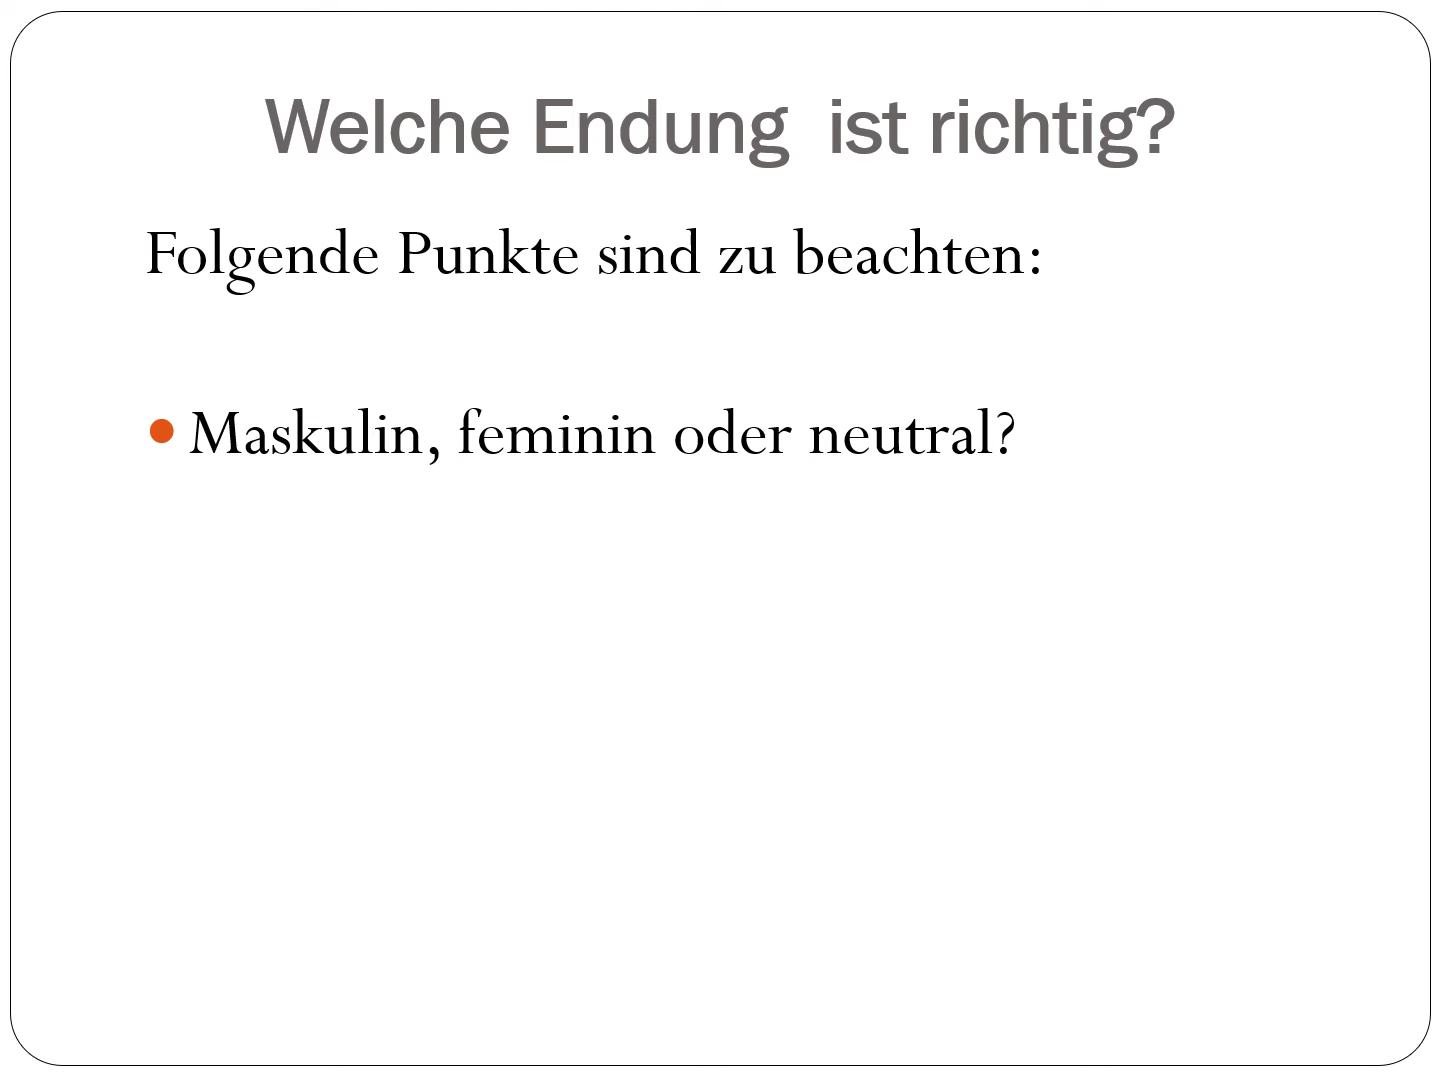 Welche Endung  ist richtig?
Folgende Punkte sind zu beachten:
Maskulin, feminin oder neutral?